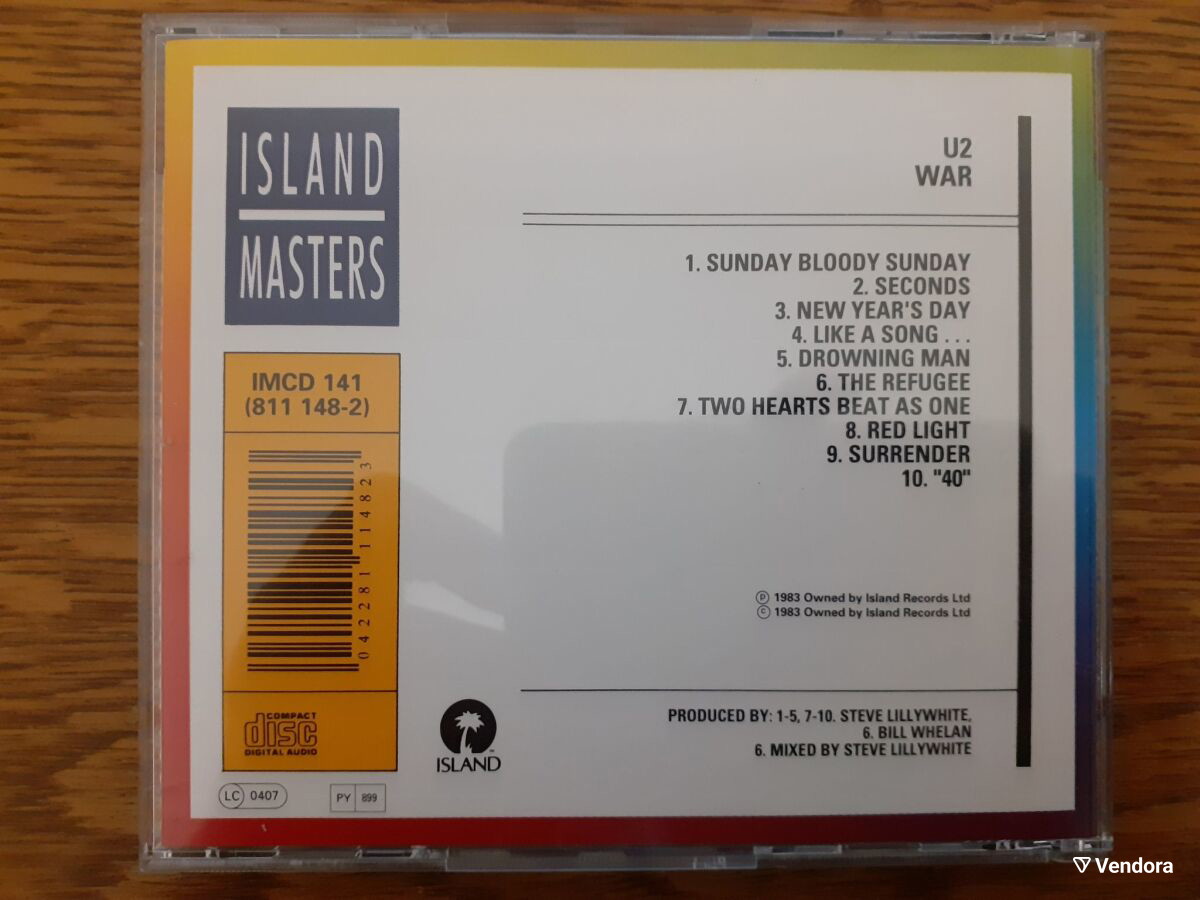 ISLAND
MASTERS
IMCD 141
(811 148-2)
0 42281 11482 3
COMPACT
disc
DIGITAL AUDIO
LC 0407
PY 899
ISLAND
U2
WAR
1. SUNDAY BLOODY SUNDAY
2. SECONDS
3. NEW YEAR'S DAY
4. LIKE A SONG . . .
5. DROWNING MAN
6. THE REFUGEE
7. TWO HEARTS BEAT AS ONE
8. RED LIGHT
9. SURRENDER
10. "40"
℗ 1983 Owned by Island Records Ltd
© 1983 Owned by Island Records Ltd
PRODUCED BY: 1-5, 7-10. STEVE LILLYWHITE,
6. BILL WHELAN
6. MIXED BY STEVE LILLYWHITE
Vendora